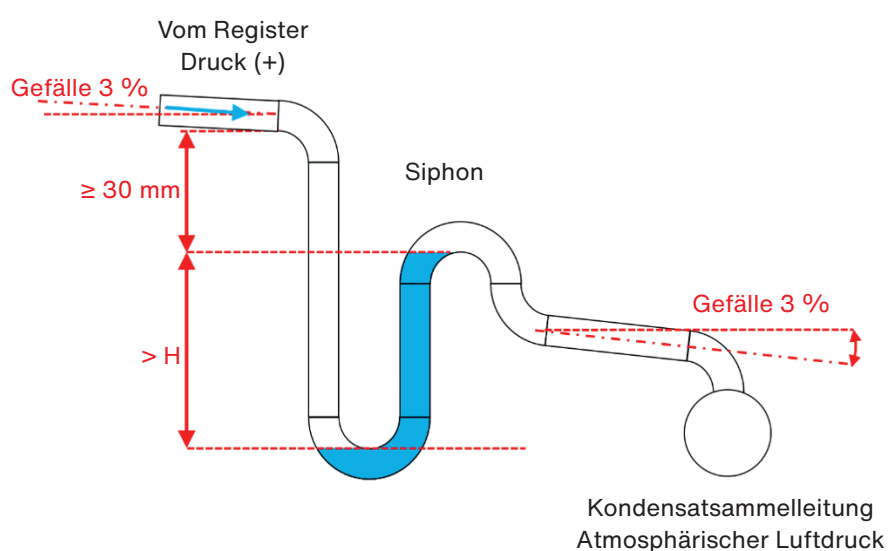 Vom Register
Druck (+)
Gefälle 3 %
≥ 30 mm
Siphon
Gefälle 3 %
> H
Kondensatsammelleitung
Atmosphärischer Luftdruck